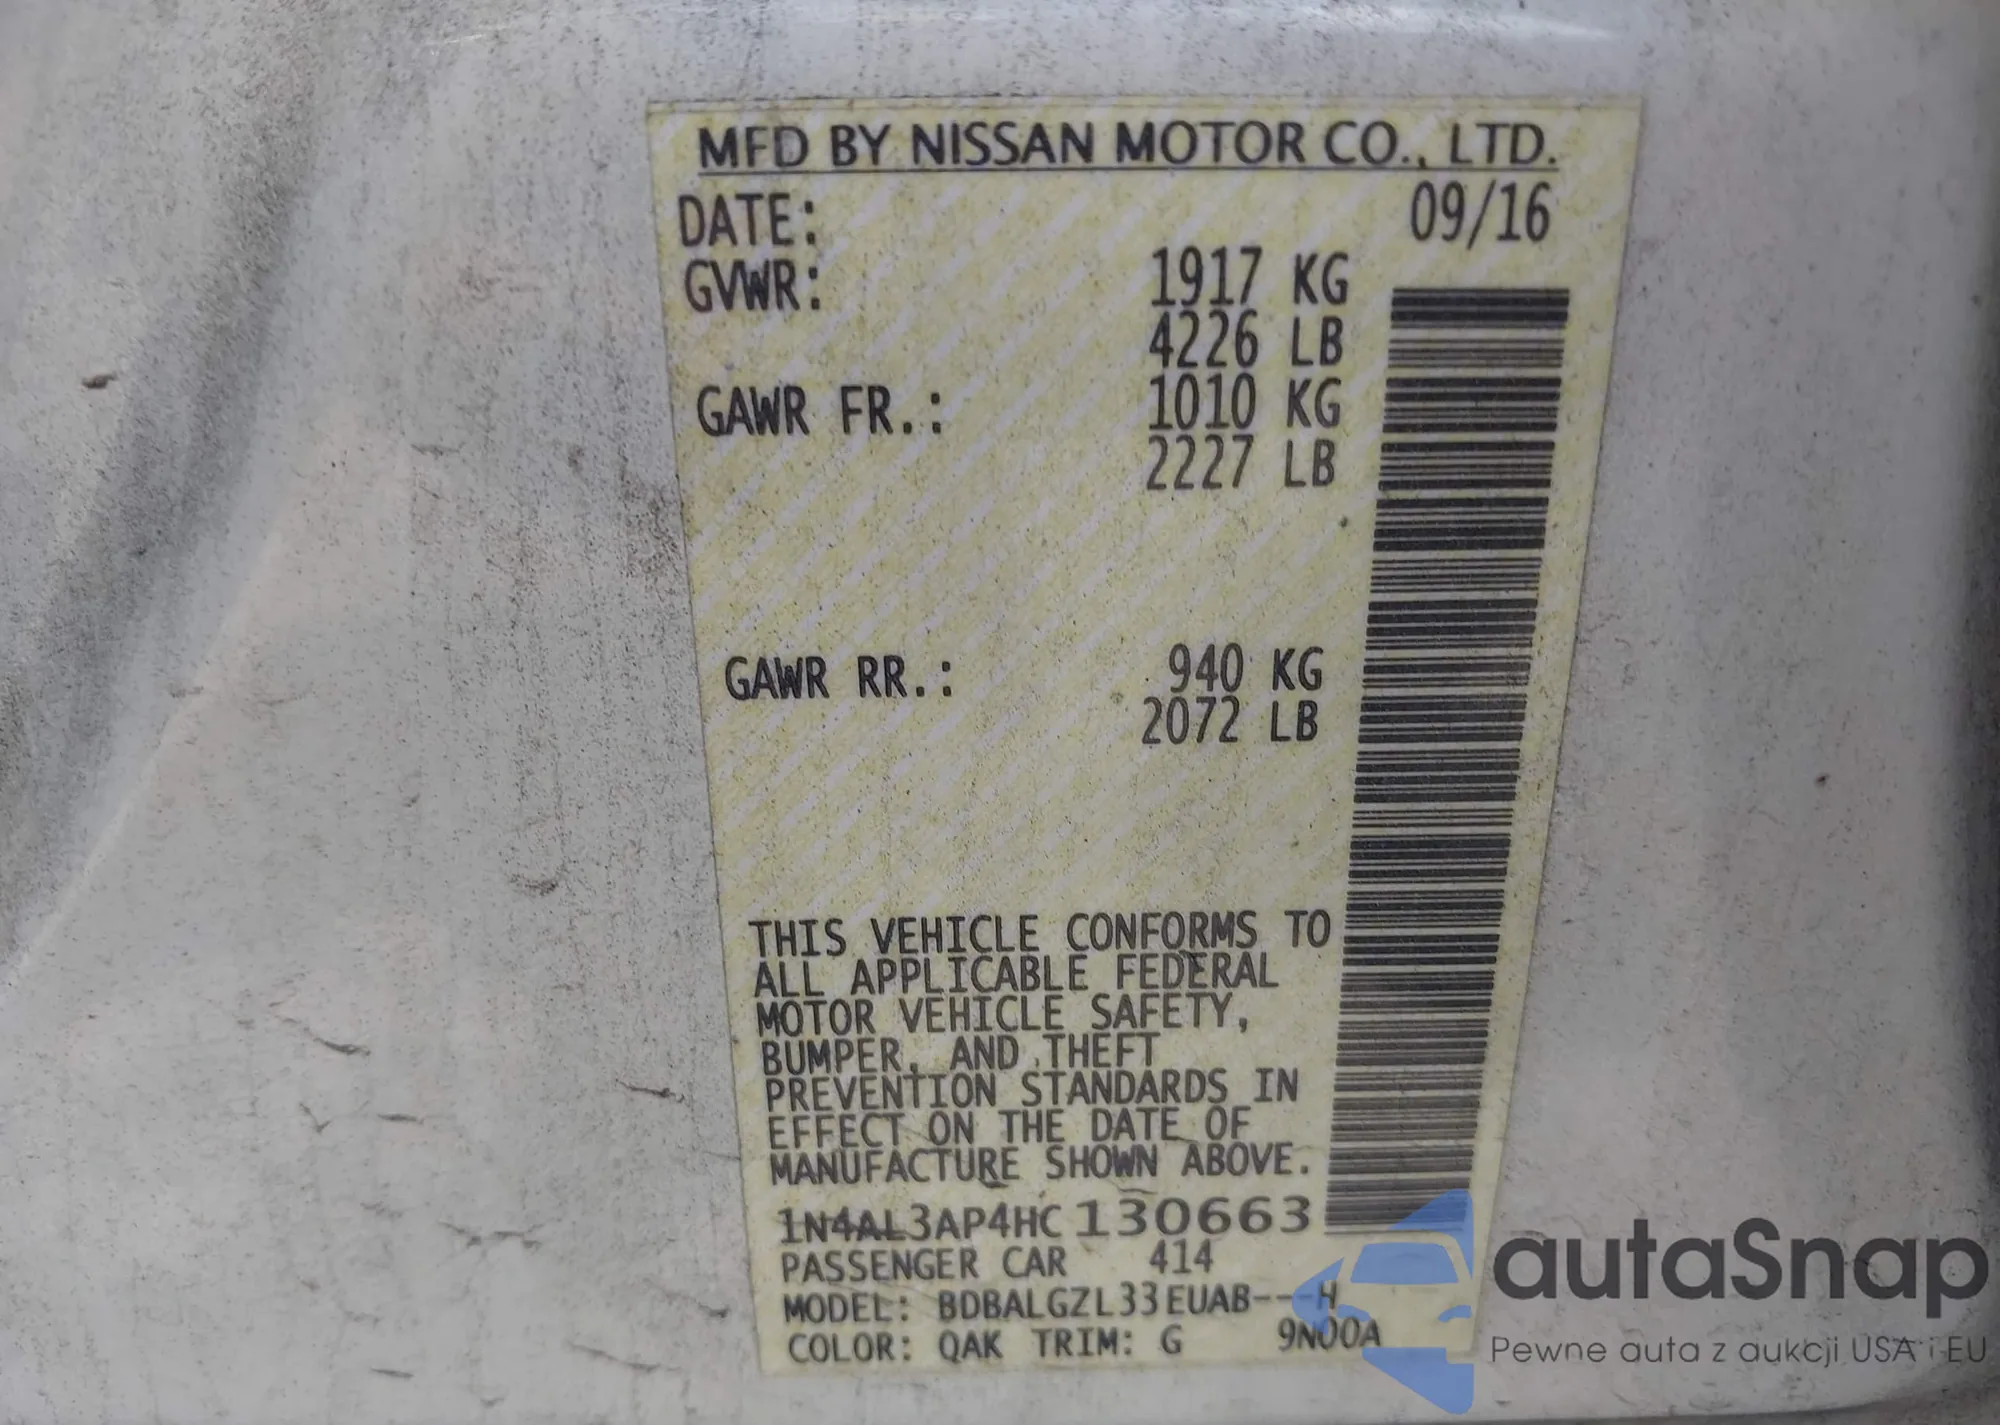 MFD BY NISSAN MOTOR CO., LTD.
DATE: 09/16
GVWR: 1917 KG
4226 LB
GAWR FR.: 1010 KG
2227 LB
GAWR RR.: 940 KG
2072 LB
THIS VEHICLE CONFORMS TO
ALL APPLICABLE FEDERAL
MOTOR VEHICLE SAFETY,
BUMPER, AND THEFT
PREVENTION STANDARDS IN
EFFECT ON THE DATE OF
MANUFACTURE SHOWN ABOVE.
1N4AL3AP4HC130663
PASSENGER CAR 414
MODEL: BDBALGZL33EUAB---H
COLOR: QAK TRIM: G 9N00A
autaSnap
Pewne auta z aukcji USA i EU